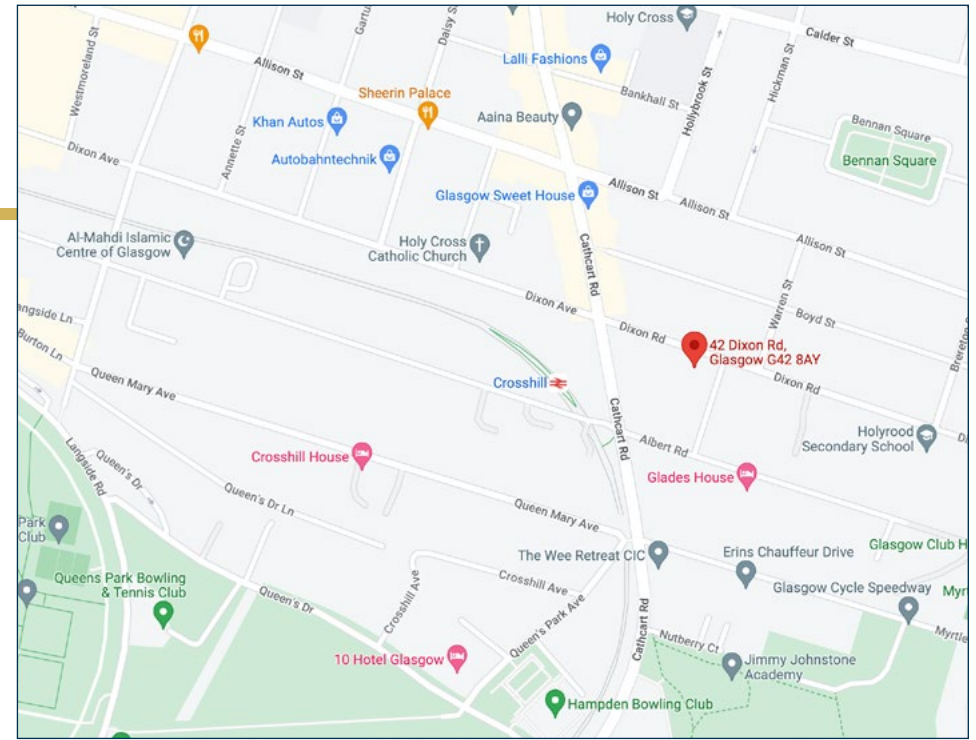 Holy Cross
Calder St
Gartu
Daisy S
Westmoreland St
Allison St
Lalli Fashions
Hickman St
Hollybrook St
Bankhall St
Sheerin Palace
Khan Autos
Aaina Beauty
Bennan Square
Bennan Square
Annette St
Dixon Ave
Autobahntechnik
Glasgow Sweet House
Allison St
Allison St
Al-Mahdi Islamic
Centre of Glasgow
Holy Cross
Catholic Church
Cathcart Rd
Allison St
Dixon Ave
Warren St
Boyd St
angside Ln
Burton Ln
Dixon Rd
42 Dixon Rd,
Glasgow G42 8AY
Brereton
Queen Mary Ave
Crosshill
Dixon Rd
Cathcart Rd
Albert Rd
Holyrood
Secondary School
D
Langside Rd
Queen's Dr
Crosshill House
Glades House
Queen's Dr Ln
Queen Mary Ave
Park
Club
The Wee Retreat CIC
Erins Chauffeur Drive
Glasgow Club H
Queens Park Bowling
& Tennis Club
Crosshill Ave
Crosshill Ave
Glasgow Cycle Speedway
Myrt
Queen's Dr
Queen's Park Ave
Cathcart Rd
Nutberry Ct
Myrtle
10 Hotel Glasgow
Jimmy Johnstone
Academy
Hampden Bowling Club